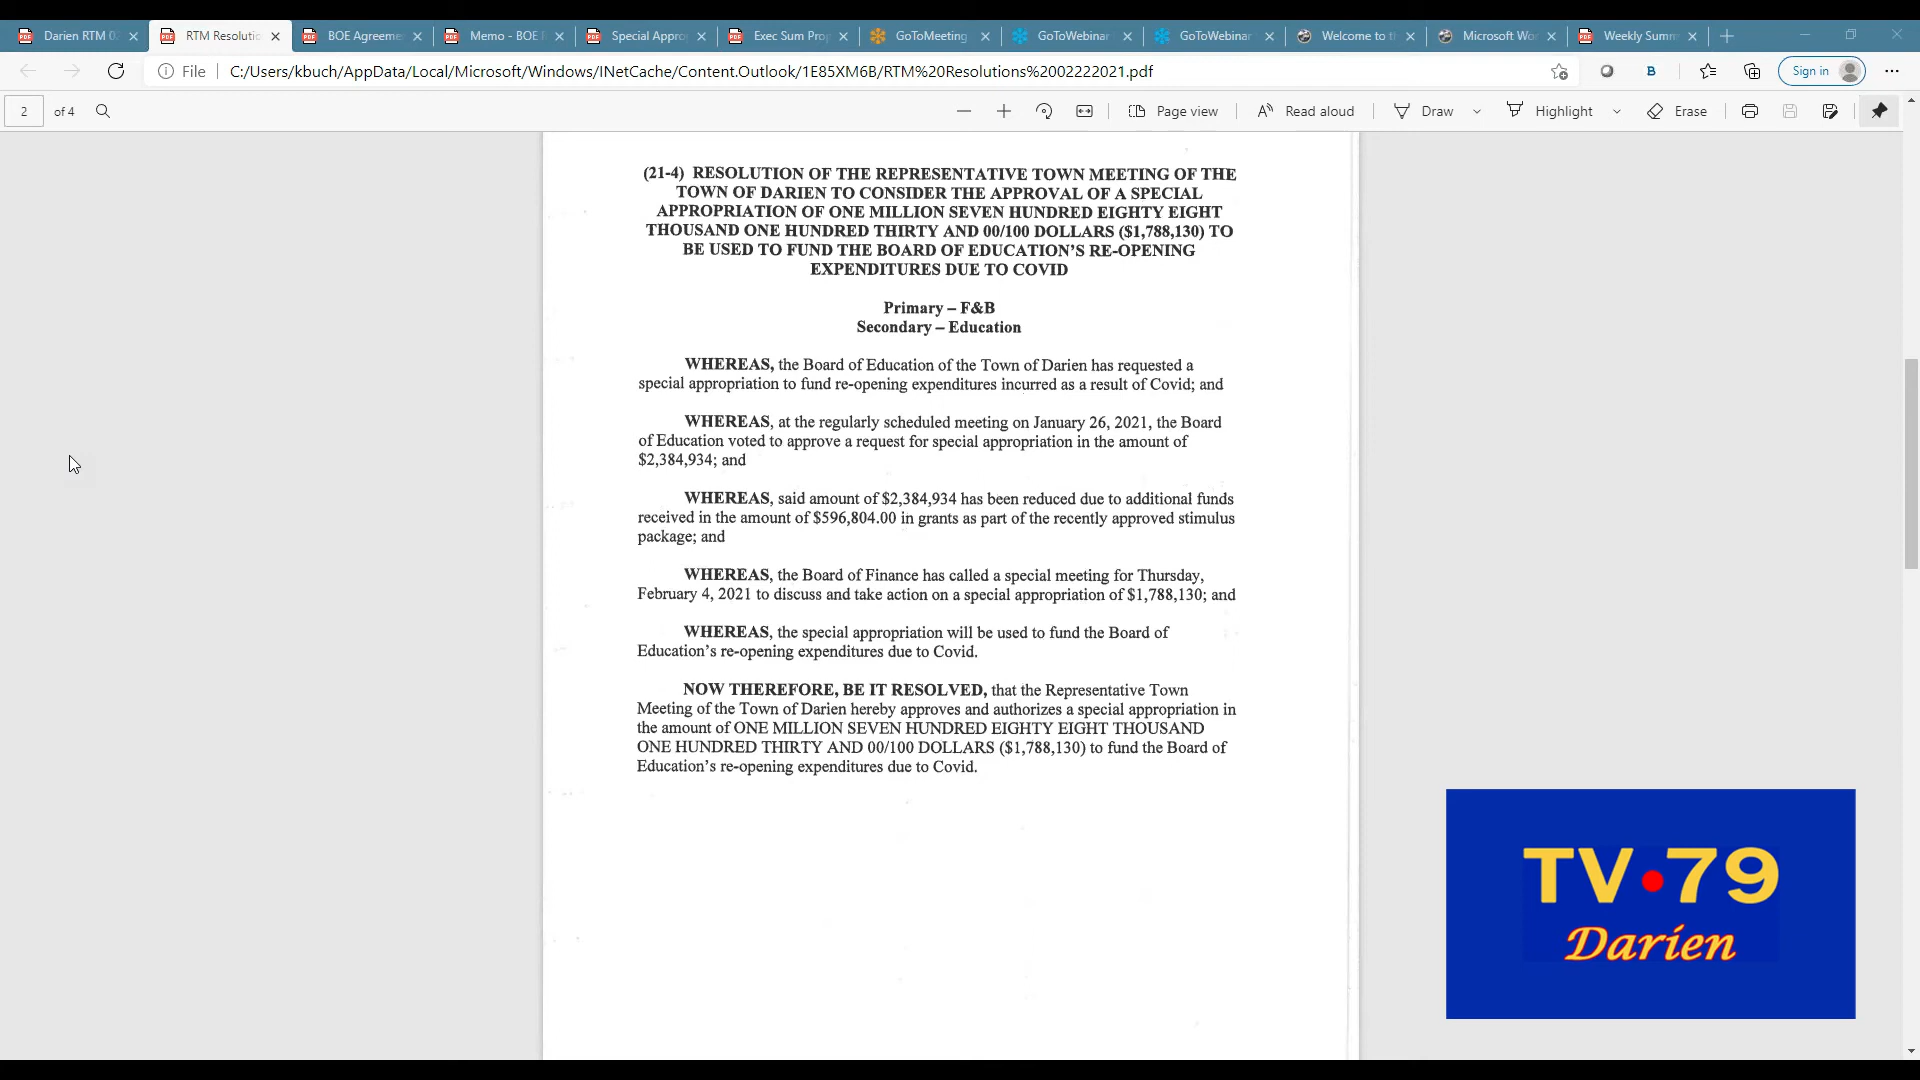 Darien RTM 0
RTM Resoluti
BOE Agreeme
Memo - BOE
Special Appro
Exec Sum Pro
GoToMeeting
GoToWebinar
GoToWebinar
Welcome to t
Microsoft Wo
Weekly Summ
File
C:/Users/kbuch/AppData/Local/Microsoft/Windows/INetCache/Content.Outlook/1E85XM6B/RTM%20Resolutions%2002222021.pdf
B
Sign in
2 of 4
Page view
Read aloud
Draw
Highlight
Erase
(21-4) RESOLUTION OF THE REPRESENTATIVE TOWN MEETING OF THE
TOWN OF DARIEN TO CONSIDER THE APPROVAL OF A SPECIAL
APPROPRIATION OF ONE MILLION SEVEN HUNDRED EIGHTY EIGHT
THOUSAND ONE HUNDRED THIRTY AND 00/100 DOLLARS ($1,788,130) TO
BE USED TO FUND THE BOARD OF EDUCATION’S RE-OPENING
EXPENDITURES DUE TO COVID
Primary – F&B
Secondary – Education
WHEREAS, the Board of Education of the Town of Darien has requested a
special appropriation to fund re-opening expenditures incurred as a result of Covid; and
WHEREAS, at the regularly scheduled meeting on January 26, 2021, the Board
of Education voted to approve a request for special appropriation in the amount of
$2,384,934; and
WHEREAS, said amount of $2,384,934 has been reduced due to additional funds
received in the amount of $596,804.00 in grants as part of the recently approved stimulus
package; and
WHEREAS, the Board of Finance has called a special meeting for Thursday,
February 4, 2021 to discuss and take action on a special appropriation of $1,788,130; and
WHEREAS, the special appropriation will be used to fund the Board of
Education’s re-opening expenditures due to Covid.
NOW THEREFORE, BE IT RESOLVED, that the Representative Town
Meeting of the Town of Darien hereby approves and authorizes a special appropriation in
the amount of ONE MILLION SEVEN HUNDRED EIGHTY EIGHT THOUSAND
ONE HUNDRED THIRTY AND 00/100 DOLLARS ($1,788,130) to fund the Board of
Education’s re-opening expenditures due to Covid.
TV•79
Darien